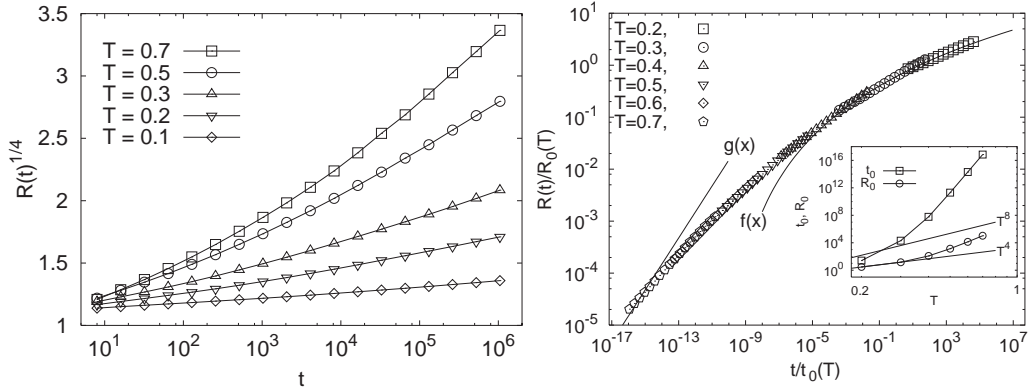 3.5
3
2.5
2
1.5
1
R(t)^{1/4}
T = 0.7
T = 0.5
T = 0.3
T = 0.2
T = 0.1
10^1 10^2 10^3 10^4 10^5 10^6
t
10^1
10^0
10^{-1}
10^{-2}
10^{-3}
10^{-4}
10^{-5}
R(t)/R_0(T)
T=0.2,
T=0.3,
T=0.4,
T=0.5,
T=0.6,
T=0.7,
g(x)
f(x)
10^{16}
10^{12}
10^8
10^4
10^0
t_0, R_0
t_0
R_0
T^8
T^4
0.2 1
T
10^{-17} 10^{-13} 10^{-9} 10^{-5} 10^{-1} 10^3 10^7
t/t_0(T)